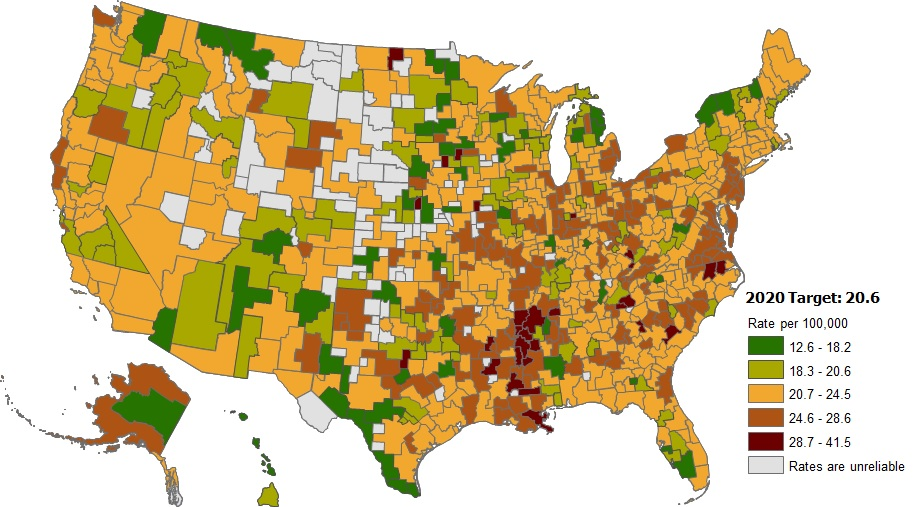 2020 Target: 20.6
Rate per 100,000
12.6 - 18.2
18.3 - 20.6
20.7 - 24.5
24.6 - 28.6
28.7 - 41.5
Rates are unreliable